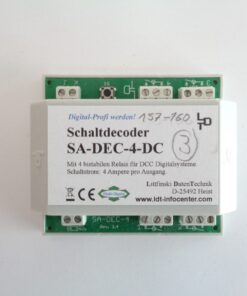 Digital-Profi werden!
157-160
LDT
Schaltdecoder
SA-DEC-4-DC
3
Mit 4 bistabilen Relais für DCC Digitalsysteme.
Schaltstrom: 4 Ampere pro Ausgang.
Littfinski DatenTechnik
D-25492 Heist
www.ldt-infocenter.com
SA-DEC-4